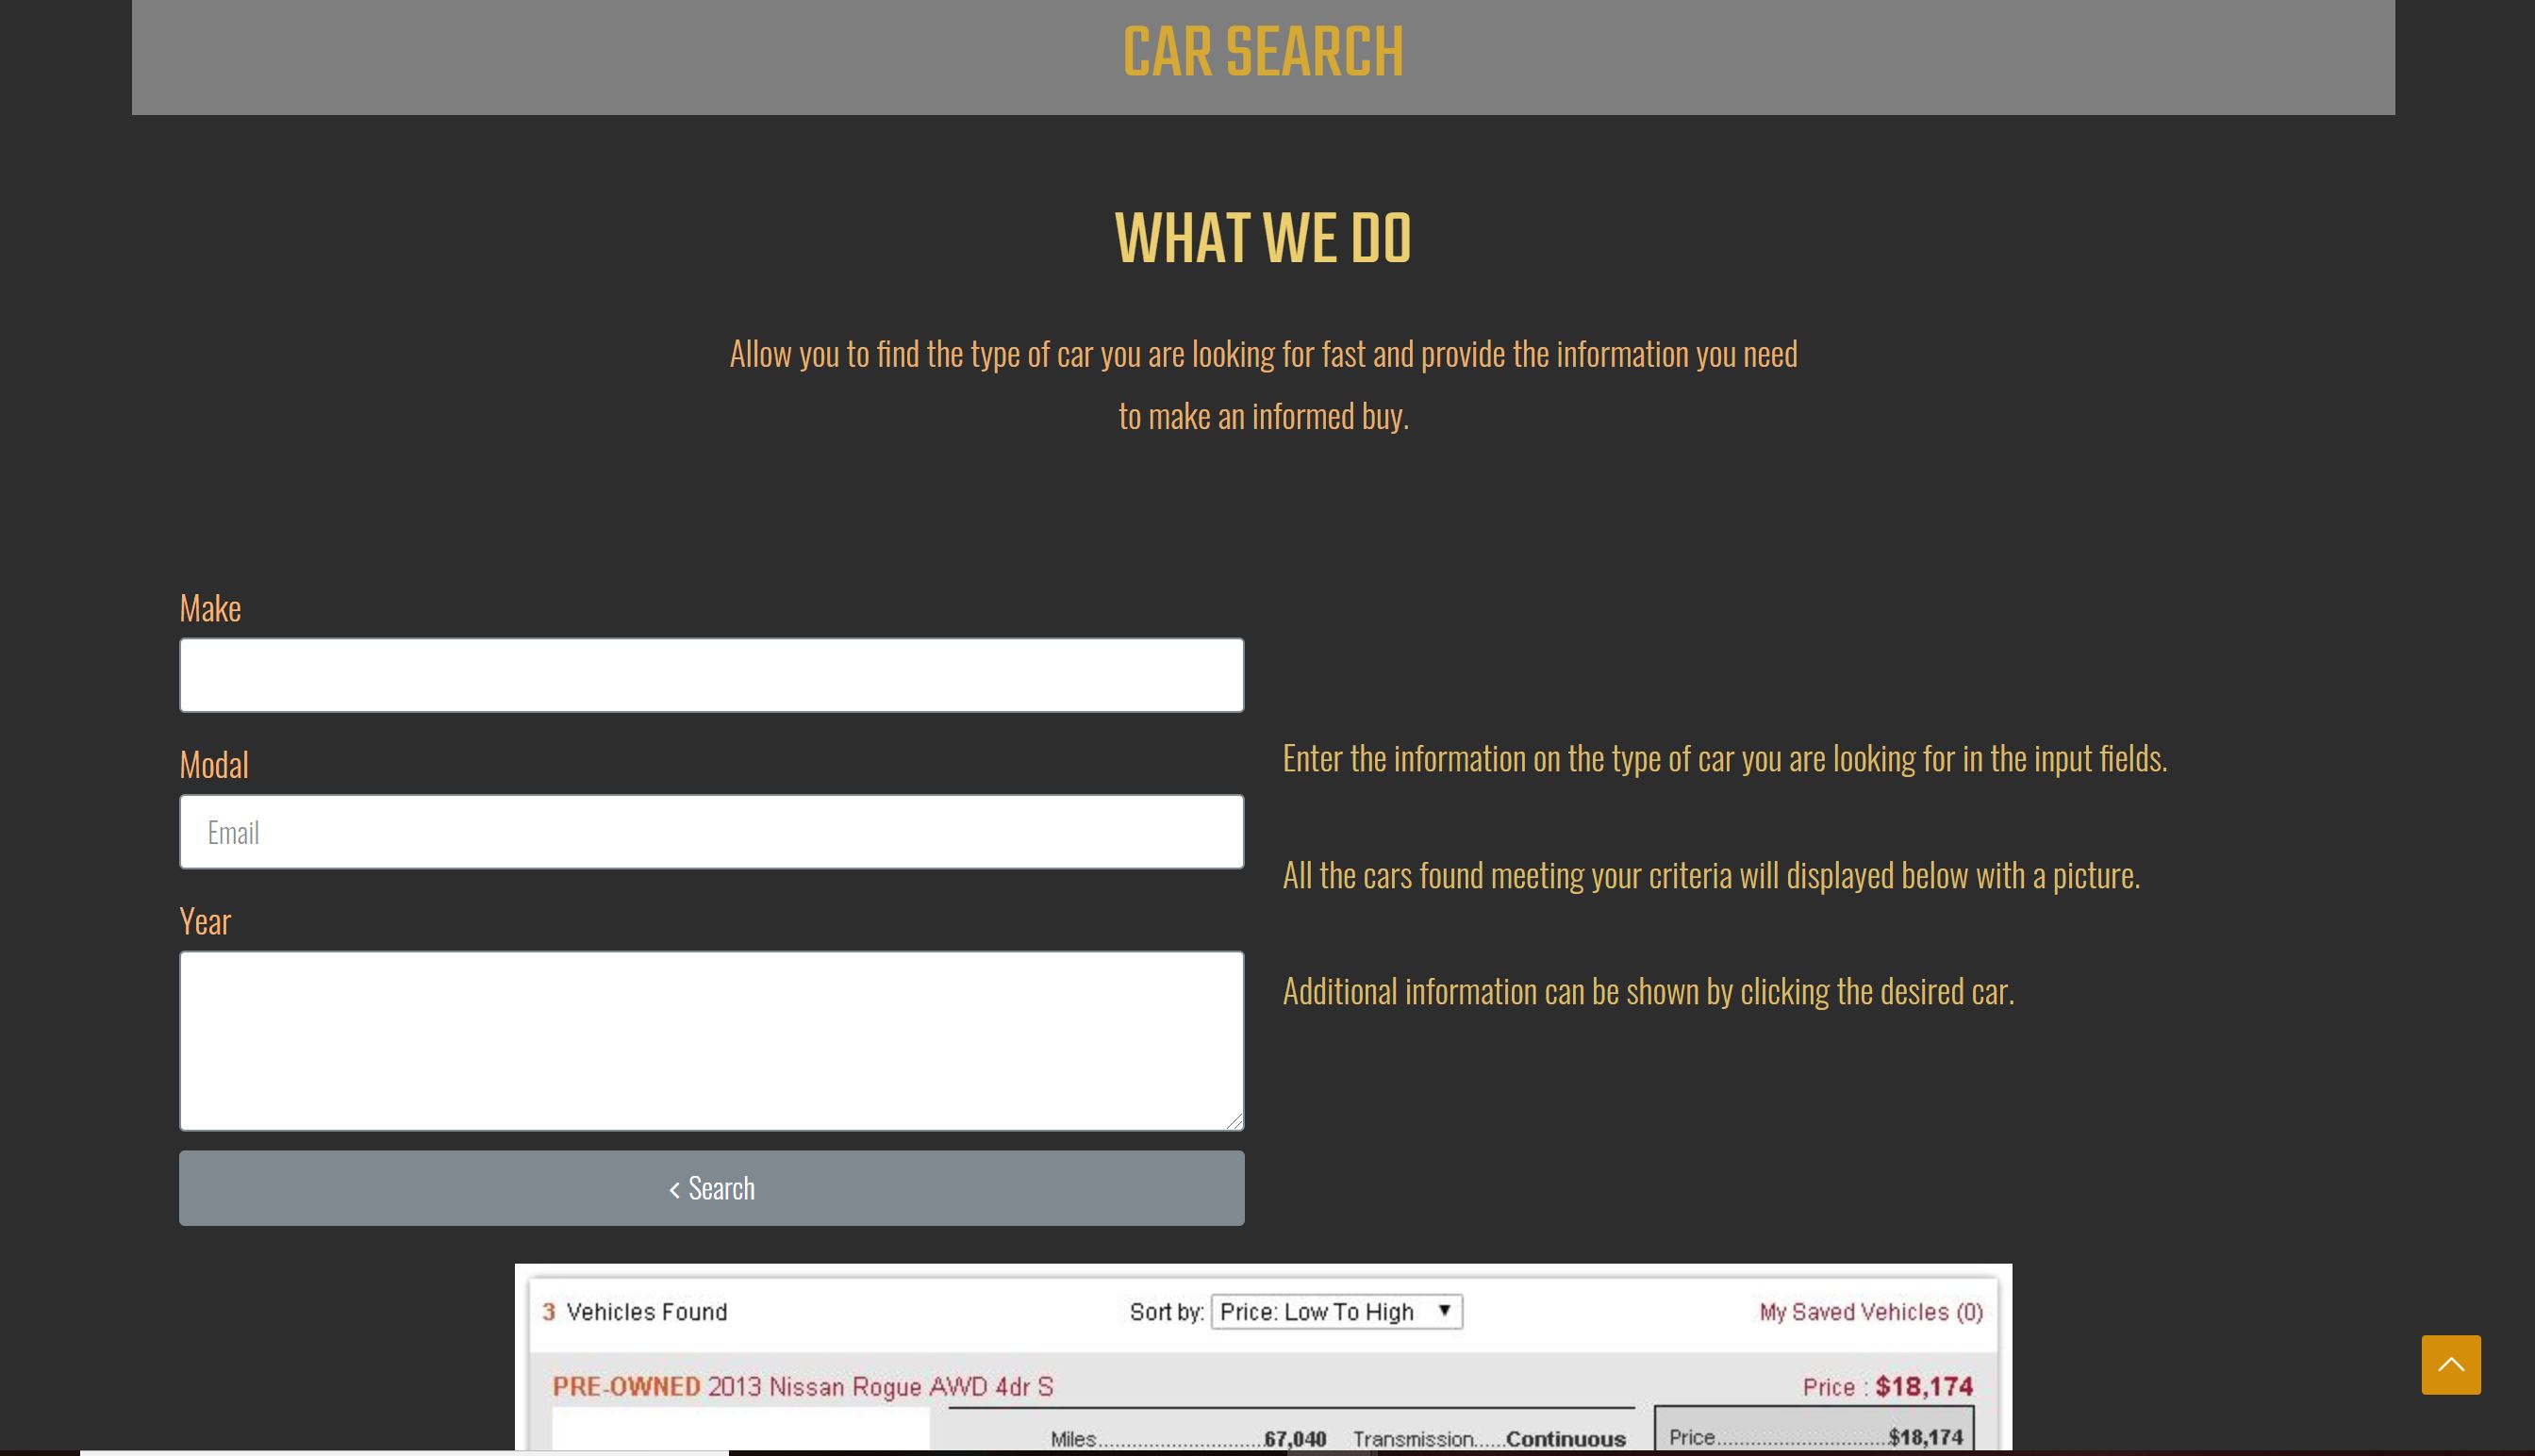 CAR SEARCH
WHAT WE DO
Allow you to find the type of car you are looking for fast and provide the information you need
to make an informed buy.
Make
Modal
Email
Year
< Search
Enter the information on the type of car you are looking for in the input fields.
All the cars found meeting your criteria will displayed below with a picture.
Additional information can be shown by clicking the desired car.
3 Vehicles Found Sort by: Price: Low To High My Saved Vehicles (0)
PRE-OWNED 2013 Nissan Rogue AWD 4dr S Price : $18,174
Miles............................67,040 Transmission......Continuous Price.............................$18,174